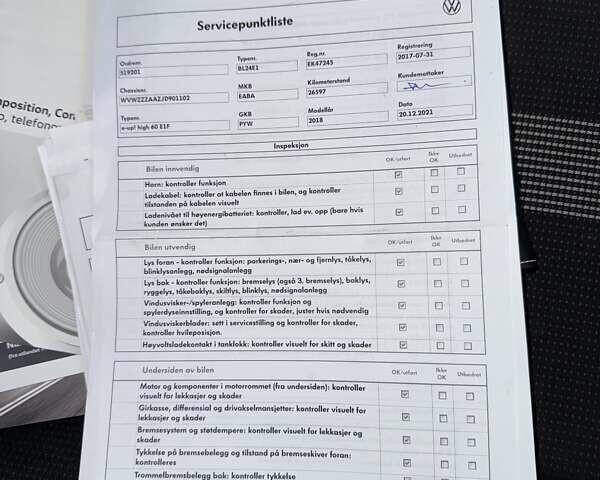 Servicepunktliste
Ordrenr. Typenr. Reg.nr. Registrering
519201 BL24E1 EK47245 2017-07-31
Chassisnr. MKB Kilometerstand Kundemottaker
WVWZZZAAZJD901102 EABA 26597
Typenr. GKB Modellår Dato
e-up! high 60 E1F PYW 2018 20.12.2021
Inspeksjon
Bilen innvendig OK/utført Ikke OK Utbedret
Horn: kontroller funksjon
Ladekabel: kontroller at kabelen finnes i bilen, og kontroller
tilstanden på kabelen visuelt
Ladenivået til høyenergibatteriet: kontroller, lad ev. opp (bare hvis
kunden ønsker det)
Bilen utvendig OK/utført Ikke OK Utbedret
Lys foran - kontroller funksjon: parkerings-, nær- og fjernlys, tåkelys,
blinklysanlegg, nødsignalanlegg
Lys bak - kontroller funksjon: bremselys (også 3. bremselys), baklys,
ryggelys, tåkebaklys, skiltlys, blinklys, nødsignalanlegg
Vindusvisker-/spyleranlegg: kontroller funksjon og
spylerdyseinnstilling, og kontroller for skader, juster hvis nødvendig
Vindusviskerblader: sett i servicestilling og kontroller for skader,
kontroller hvileposisjon.
Høyvoltsladekontakt i tanklokk: kontroller visuelt for skitt og skader
Undersiden av bilen OK/utført Ikke OK Utbedret
Motor og komponenter i motorrommet (fra undersiden): kontroller
visuelt for lekkasjer og skader
Girkasse, differensial og drivakselmansjetter: kontroller visuelt for
lekkasjer og skader
Bremsesystem og støtdempere: kontroller visuelt for lekkasjer og
skader
Tykkelse på bremsebelegg og tilstand på bremseskiver foran:
kontrolleres
Trommelbremsbelegg bak: kontroller tykkelse
position, Con
o, telefon